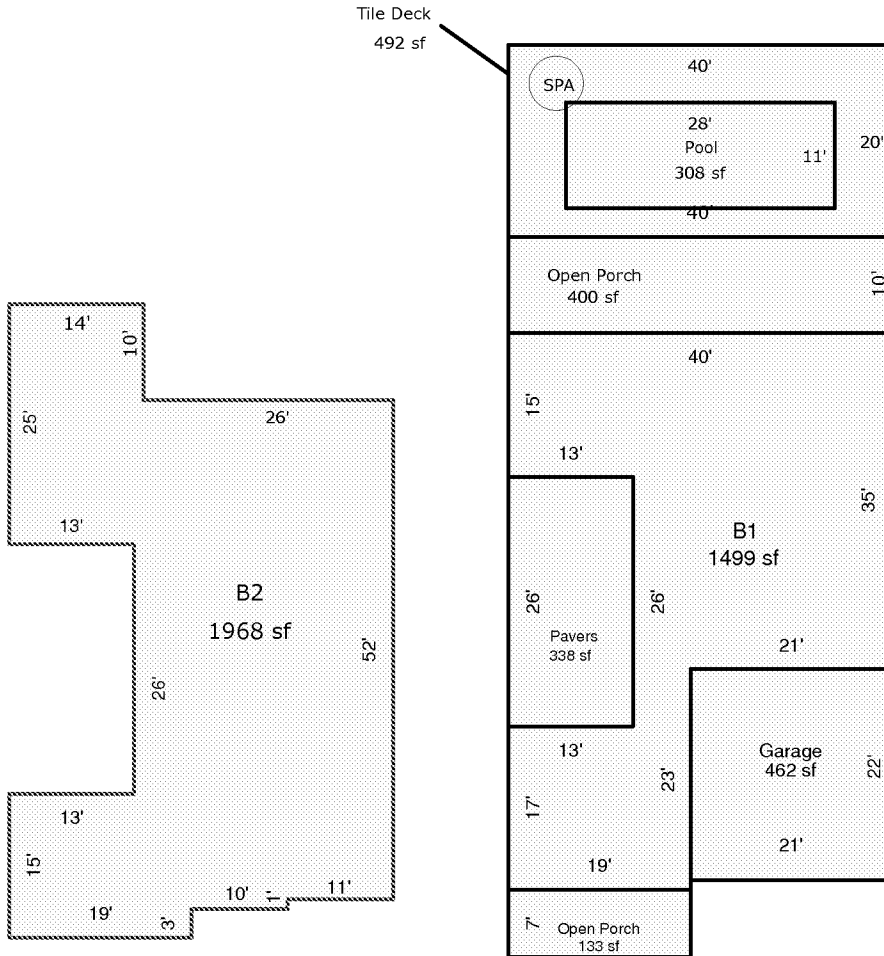 Tile Deck
492 sf
40'
SPA
28'
Pool
11'
308 sf
20'
40'
Open Porch
400 sf
10'
40'
15'
13'
35'
B1
1499 sf
26'
26'
Pavers
338 sf
21'
13'
Garage
462 sf
22'
23'
17'
21'
19'
7'
Open Porch
133 sf
14'
10'
25'
26'
13'
B2
1968 sf
52'
26'
13'
15'
19'
3'
10'
1'
11'